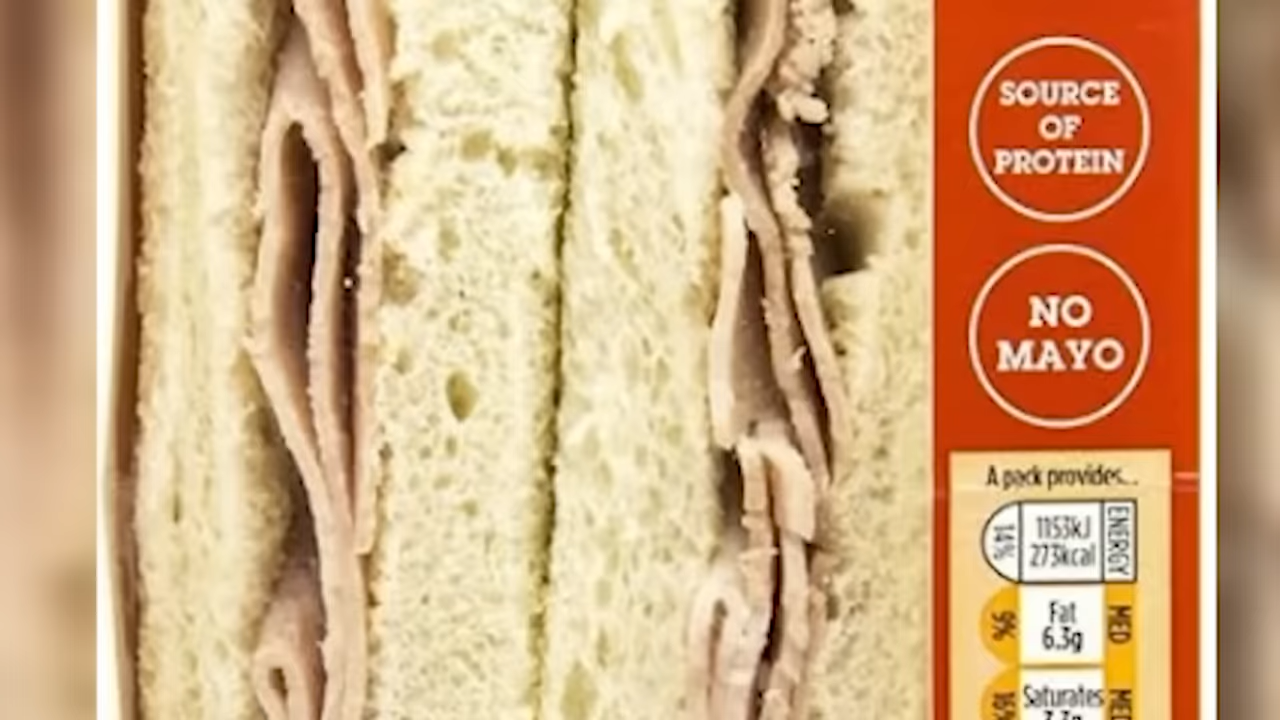 SOURCE
OF
PROTEIN
NO
MAYO
A pack provides...
14%
1153kJ
273kcal
ENERGY
9%
Fat
6.3g
MED
Saturates